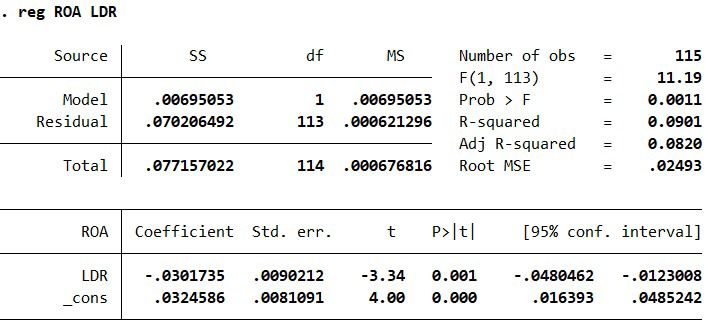 . reg ROA LDR
Source SS df MS Number of obs = 115
F(1, 113) = 11.19
Model .00695053 1 .00695053 Prob > F = 0.0011
Residual .070206492 113 .000621296 R-squared = 0.0901
Adj R-squared = 0.0820
Total .077157022 114 .000676816 Root MSE = .02493
ROA Coefficient Std. err. t P>|t| [95% conf. interval]
LDR -.0301735 .0090212 -3.34 0.001 -.0480462 -.0123008
_cons .0324586 .0081091 4.00 0.000 .016393 .0485242